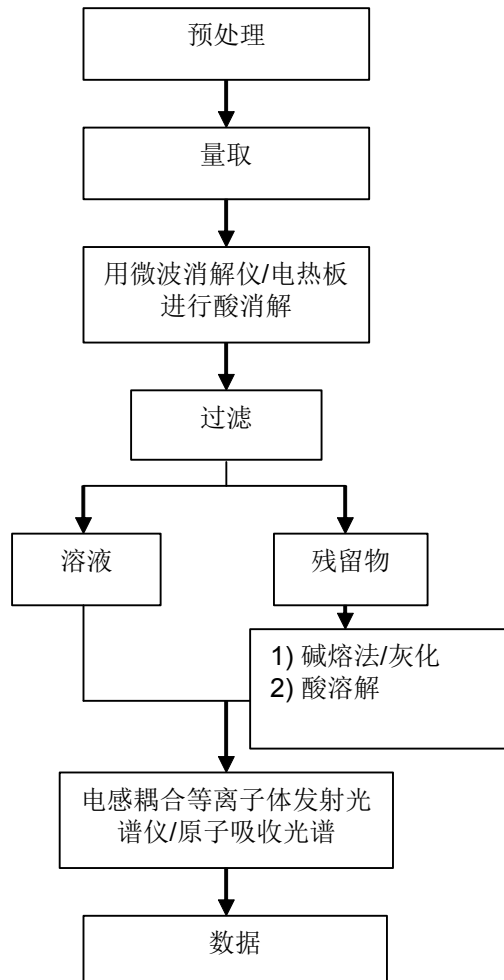 预处理
量取
用微波消解仪/电热板
进行酸消解
过滤
溶液
残留物
1) 碱熔法/灰化
2) 酸溶解
电感耦合等离子体发射光
谱仪/原子吸收光谱
数据